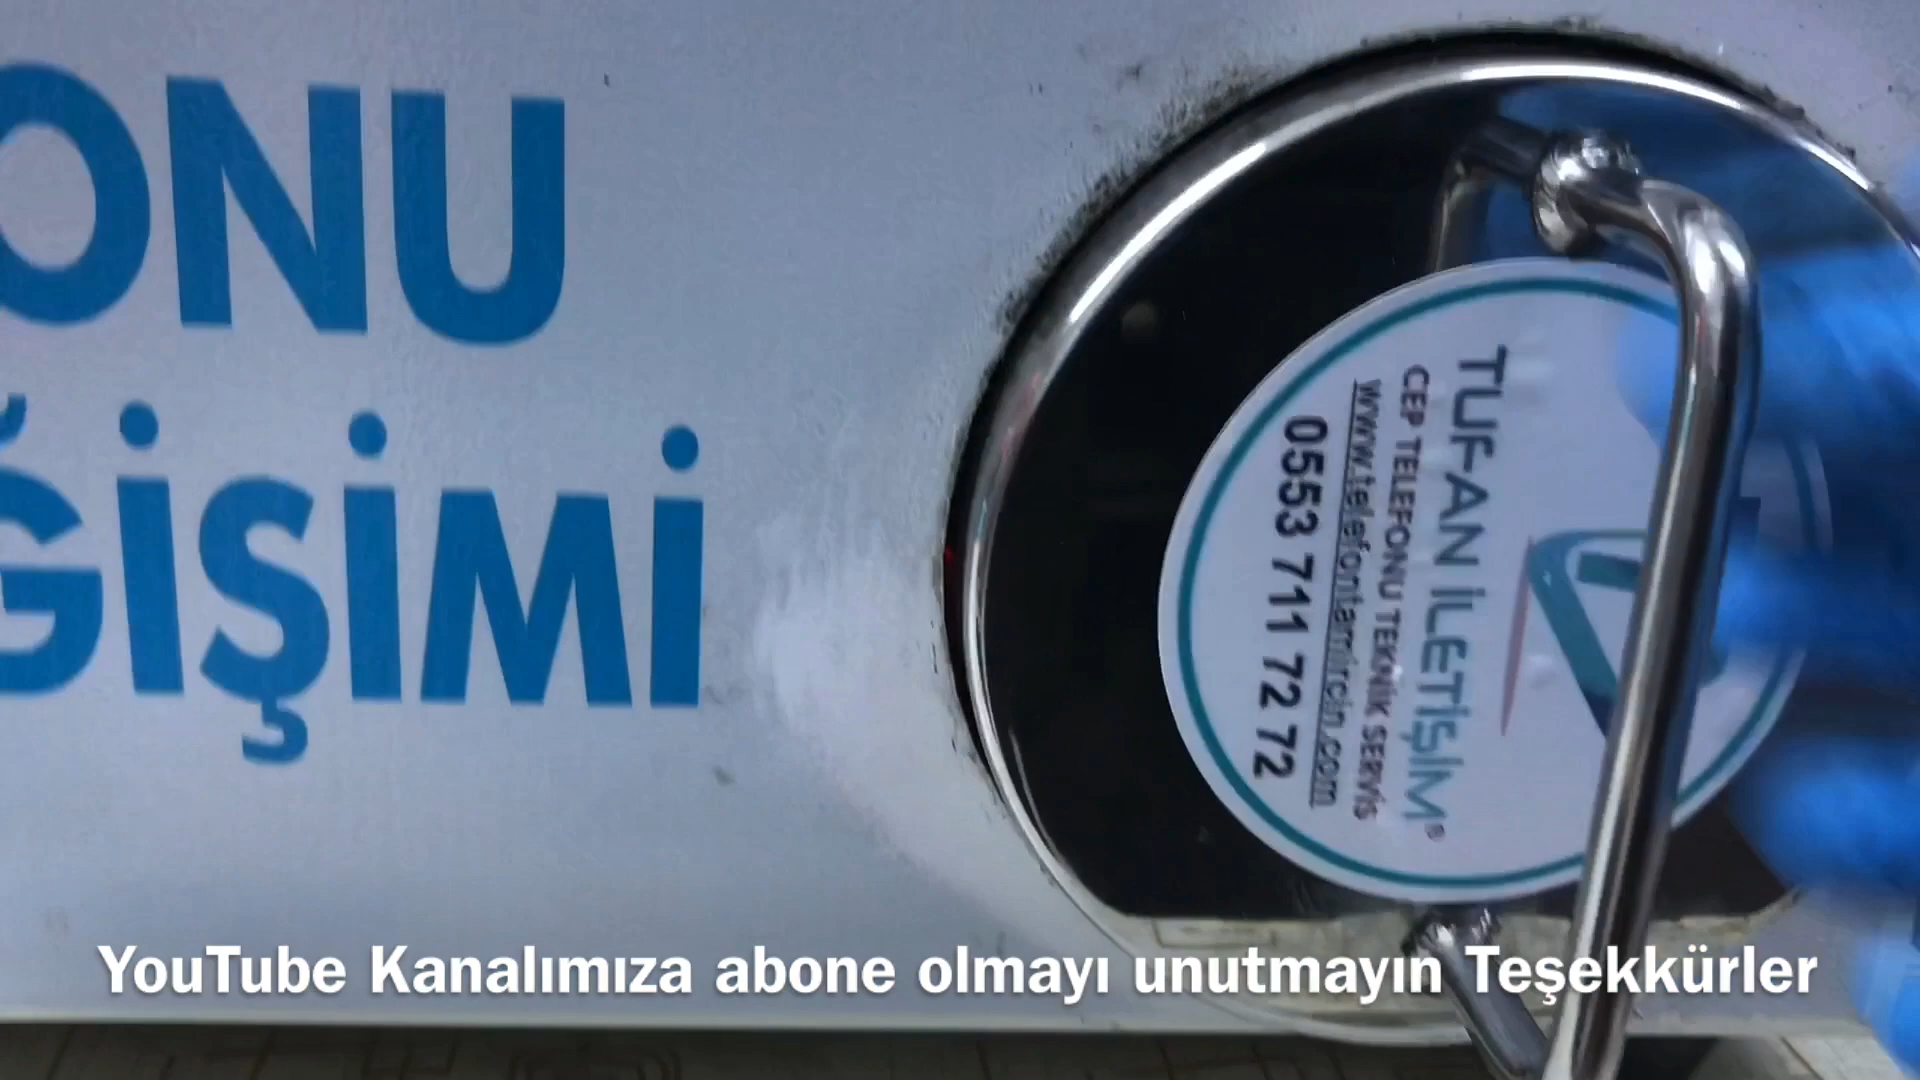 ONU
ĞİŞİMİ
TUFAN İLETİŞİM®
CEP TELEFONU TEKNİK SERVİS
www.telefontamircin.com
0553 711 72 72
YouTube Kanalımıza abone olmayı unutmayın Teşekkürler